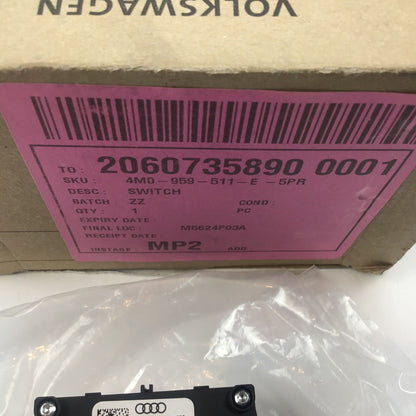 VOLKSWAGEN
TO : 2060735890 0001
SKU : 4M0-959-511-E -5PR
DESC : SWITCH
BATCH ZZ COND :
QTY : 1 PC
EXPIRY DATE :
FINAL LOC : M5624F03A
RECEIPT DATE
INSTAGE MP2 ADD